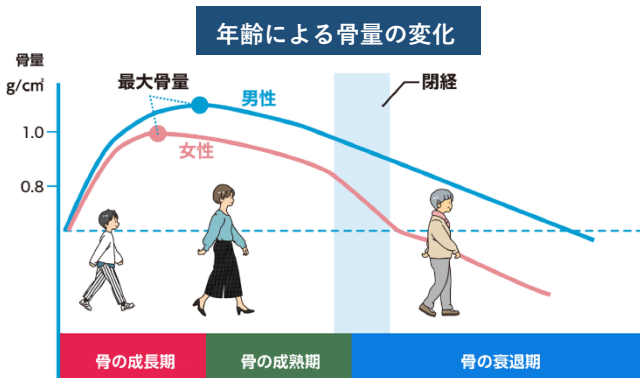 年齢による骨量の変化
骨量
g/c㎡
最大骨量
男性
閉経
1.0
女性
0.8
骨の成長期
骨の成熟期
骨の衰退期